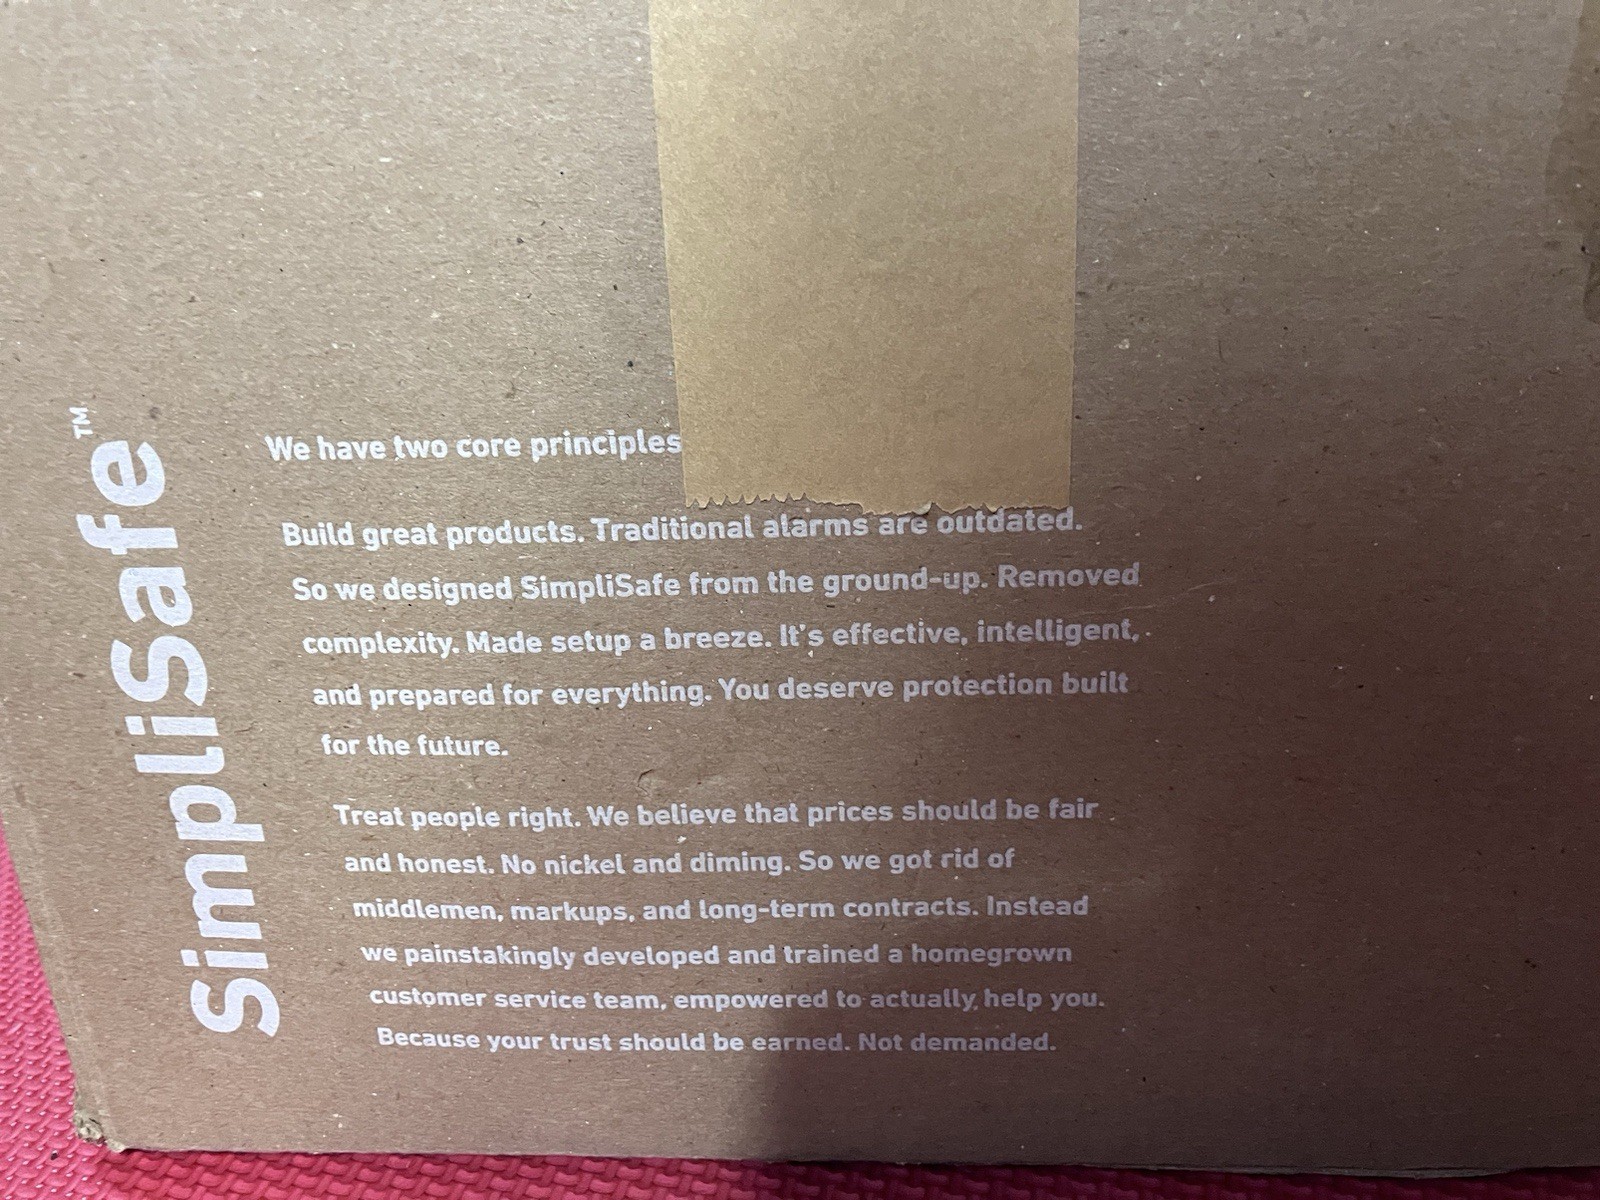 SimpliSafe™
We have two core principles
Build great products. Traditional alarms are outdated.
So we designed SimpliSafe from the ground-up. Removed
complexity. Made setup a breeze. It's effective, intelligent,
and prepared for everything. You deserve protection built
for the future.
Treat people right. We believe that prices should be fair
and honest. No nickel and diming. So we got rid of
middlemen, markups, and long-term contracts. Instead
we painstakingly developed and trained a homegrown
customer service team, empowered to actually help you.
Because your trust should be earned. Not demanded.